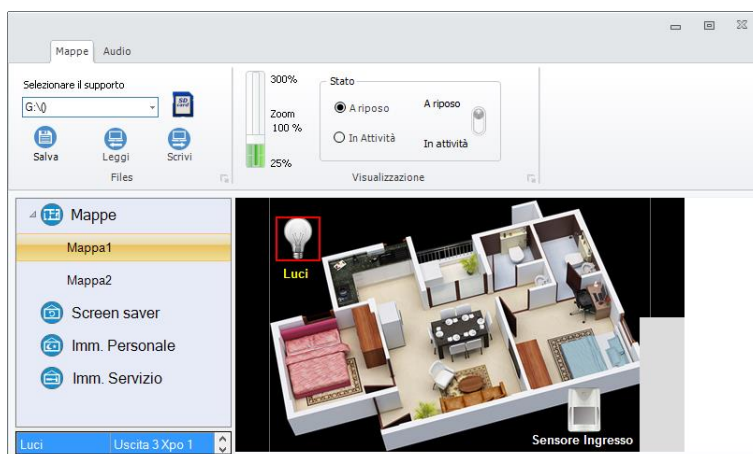 Mappe Audio
Selezionare il supporto
G:\()
SD
card
Salva Leggi Scrivi
Files
300%
Zoom
100 %
25%
Stato
A riposo
In Attività
A riposo
In attività
Visualizzazione
Mappe
Mappa1
Mappa2
Screen saver
Imm. Personale
Imm. Servizio
Luci Uscita 3 Xpo 1
Luci
Sensore Ingresso